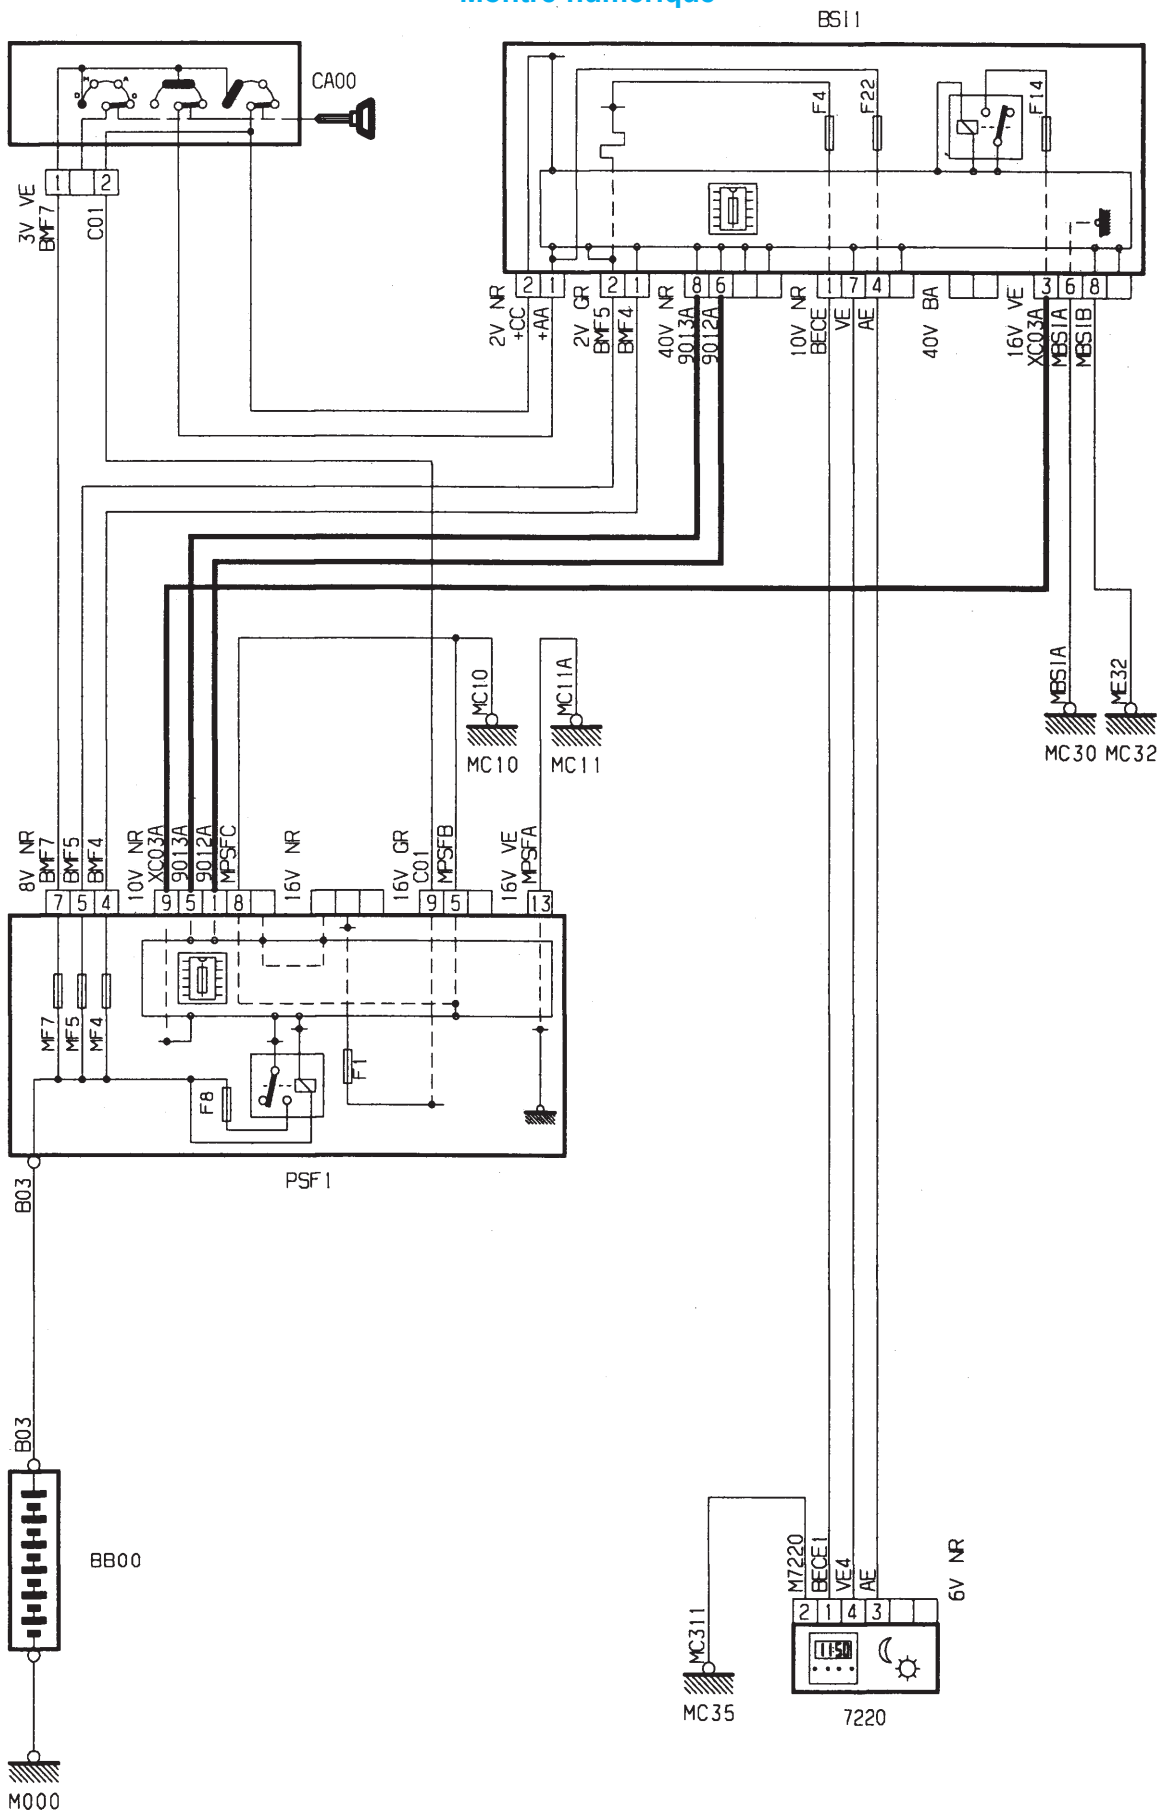 Montre numérique
BSI1
CA00
M A
D D
F4
F22
F14
1 2
3V VE
BMF7
C01
2 1 2 1 8 6 1 7 4 3 6 8
2V NR
+CC
+AA
2V GR
BMF5
BMF4
40V NR
9013A
9012A
10V NR
BECE
VE
AE
40V BA
16V VE
XC03A
MBSIA
MBSIB
MC10
MC11A
MBSIA
ME32
MC10
MC11
MC30
MC32
8V NR
BMF7
BMF5
BMF4
10V NR
XC03A
9013A
9012A
MPSFC
16V NR
16V GR
C01
MPSFB
16V VE
MPSFA
7 5 4 9 5 1 8 9 5 13
MF7
MF5
MF4
F8
F1
PSF1
B03
B03
BB00
M000
M7220
BECE1
VE4
AE
6V NR
2 1 4 3
MC311
11:50
MC35
7220